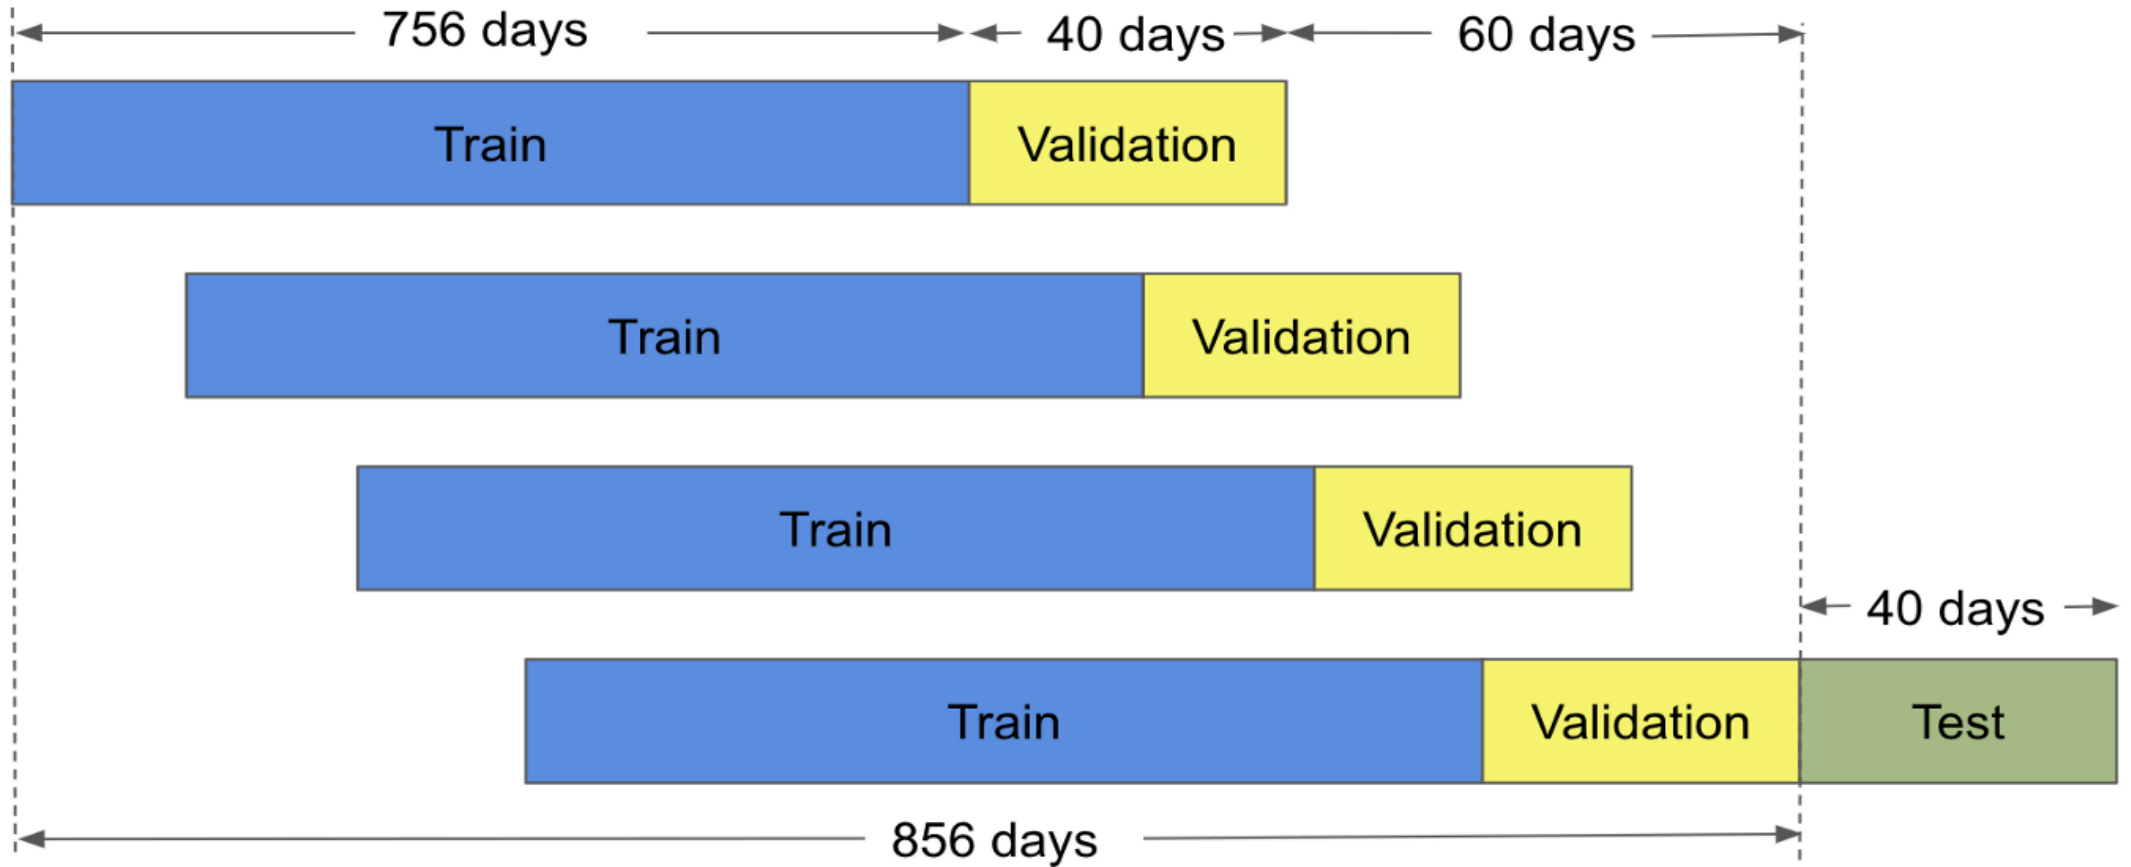 756 days
40 days
60 days
Train
Validation
Train
Validation
Train
Validation
40 days
Train
Validation
Test
856 days